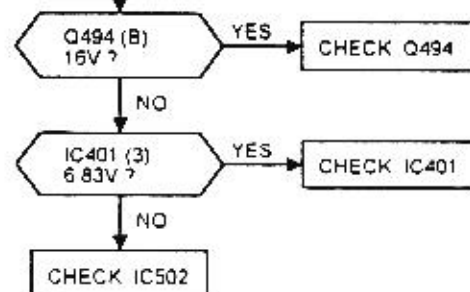 Q494 (B)
16V ?
YES
CHECK Q494
NO
IC401 (3)
6.83V ?
YES
CHECK IC401
NO
CHECK IC502